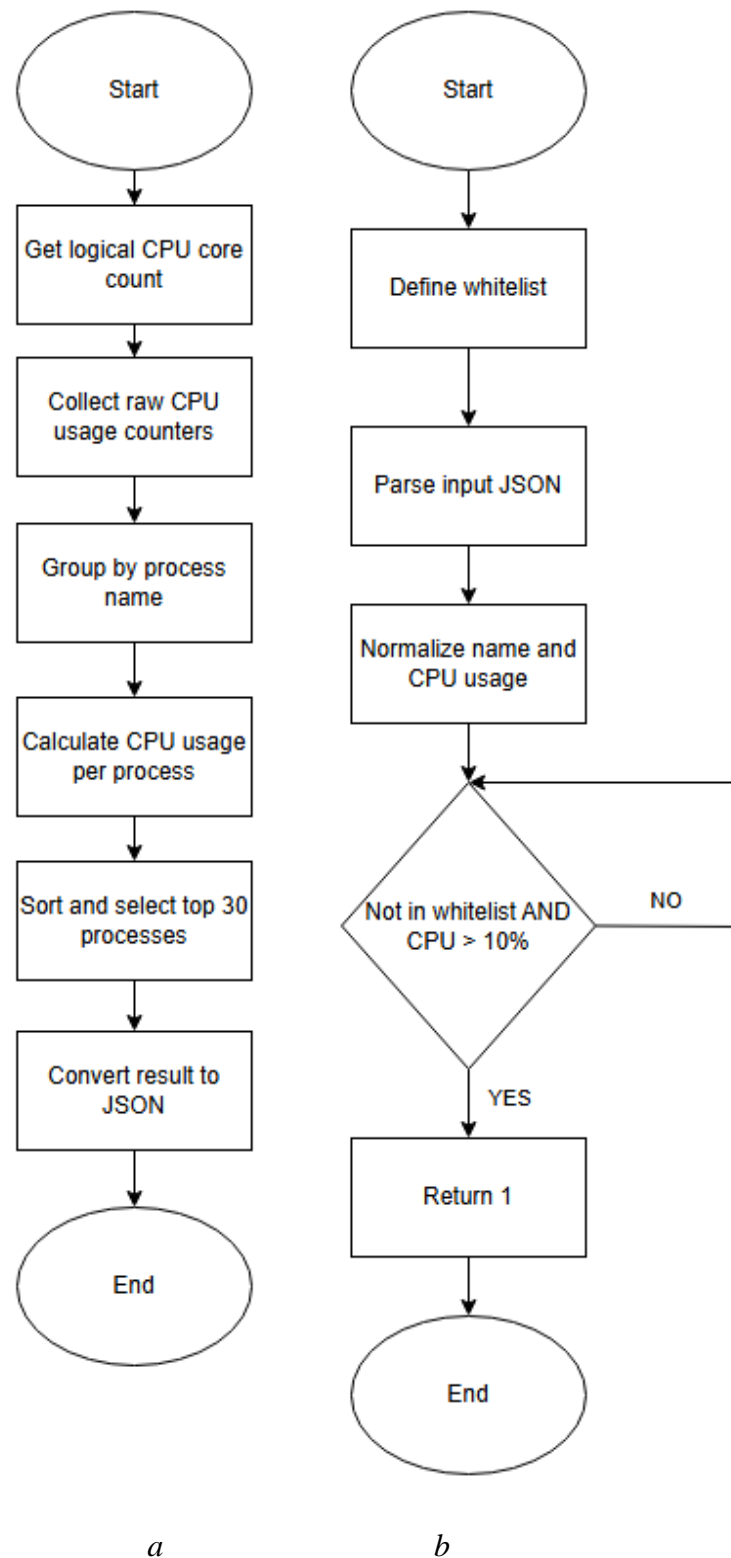 Start
Get logical CPU core
count
Collect raw CPU
usage counters
Group by process
name
Calculate CPU usage
per process
Sort and select top 30
processes
Convert result to
JSON
End
a
Start
Define whitelist
Parse input JSON
Normalize name and
CPU usage
Not in whitelist AND
CPU > 10%
NO
YES
Return 1
End
b